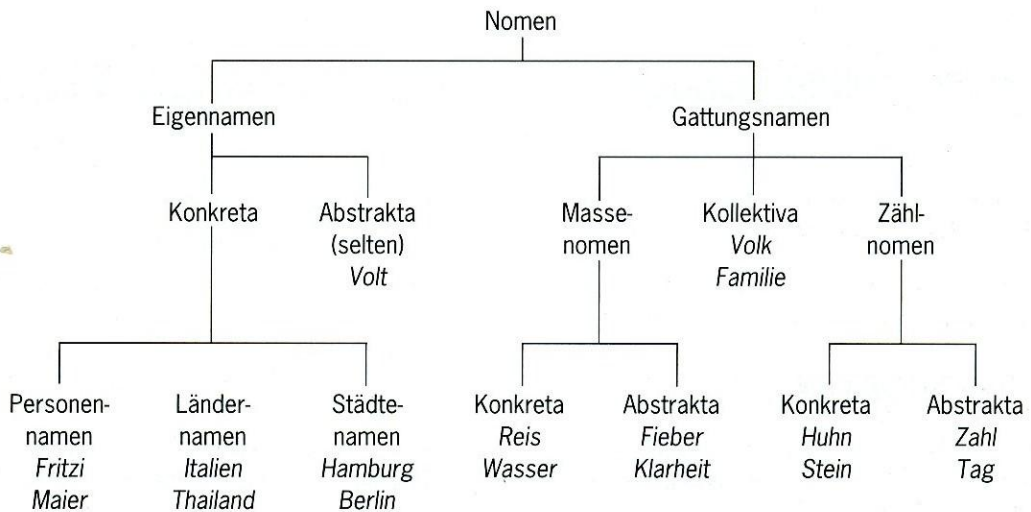 Nomen
Eigennamen
Gattungsnamen
Konkreta
Abstrakta
(selten)
Volt
Masse-
nomen
Kollektiva
Volk
Familie
Zähl-
nomen
Personen-
namen
Fritzi
Maier
Länder-
namen
Italien
Thailand
Städte-
namen
Hamburg
Berlin
Konkreta
Reis
Wasser
Abstrakta
Fieber
Klarheit
Konkreta
Huhn
Stein
Abstrakta
Zahl
Tag